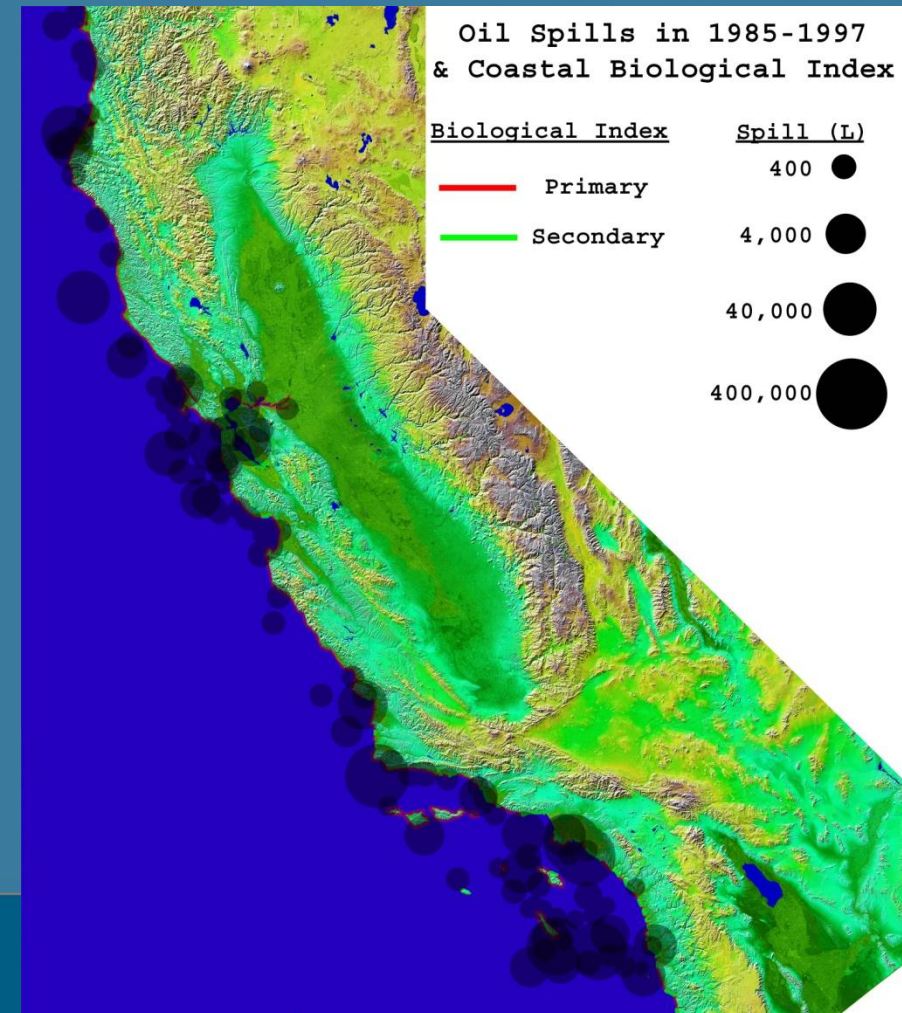 Oil Spills in 1985-1997
& Coastal Biological Index
Biological Index
Primary
Secondary
Spill (L)
400
4,000
40,000
400,000